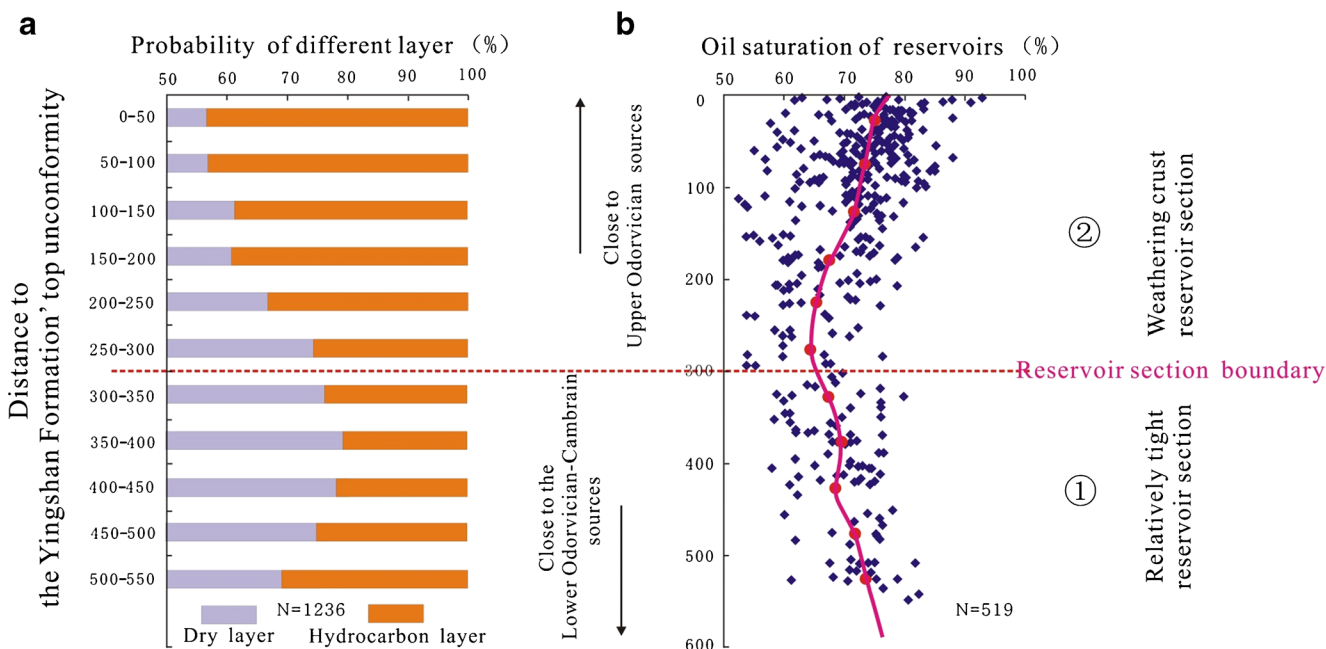 a
Probability of different layer (%)
50 60 70 80 90 100
Distance to
the Yingshan Formation' top unconformity
0-50
50-100
100-150
150-200
200-250
250-300
300-350
350-400
400-450
450-500
500-550
N=1236
Dry layer
Hydrocarbon layer
Close to
Upper Odorvician sources
Close to the
Lower Odorvician-Cambrain
sources
b
Oil saturation of reservoirs (%)
50 60 70 80 90 100
0
100
200
300
400
500
600
N=519
②
Weathering crust
reservoir section
Reservoir section boundary
①
Relatively tight
reservoir section